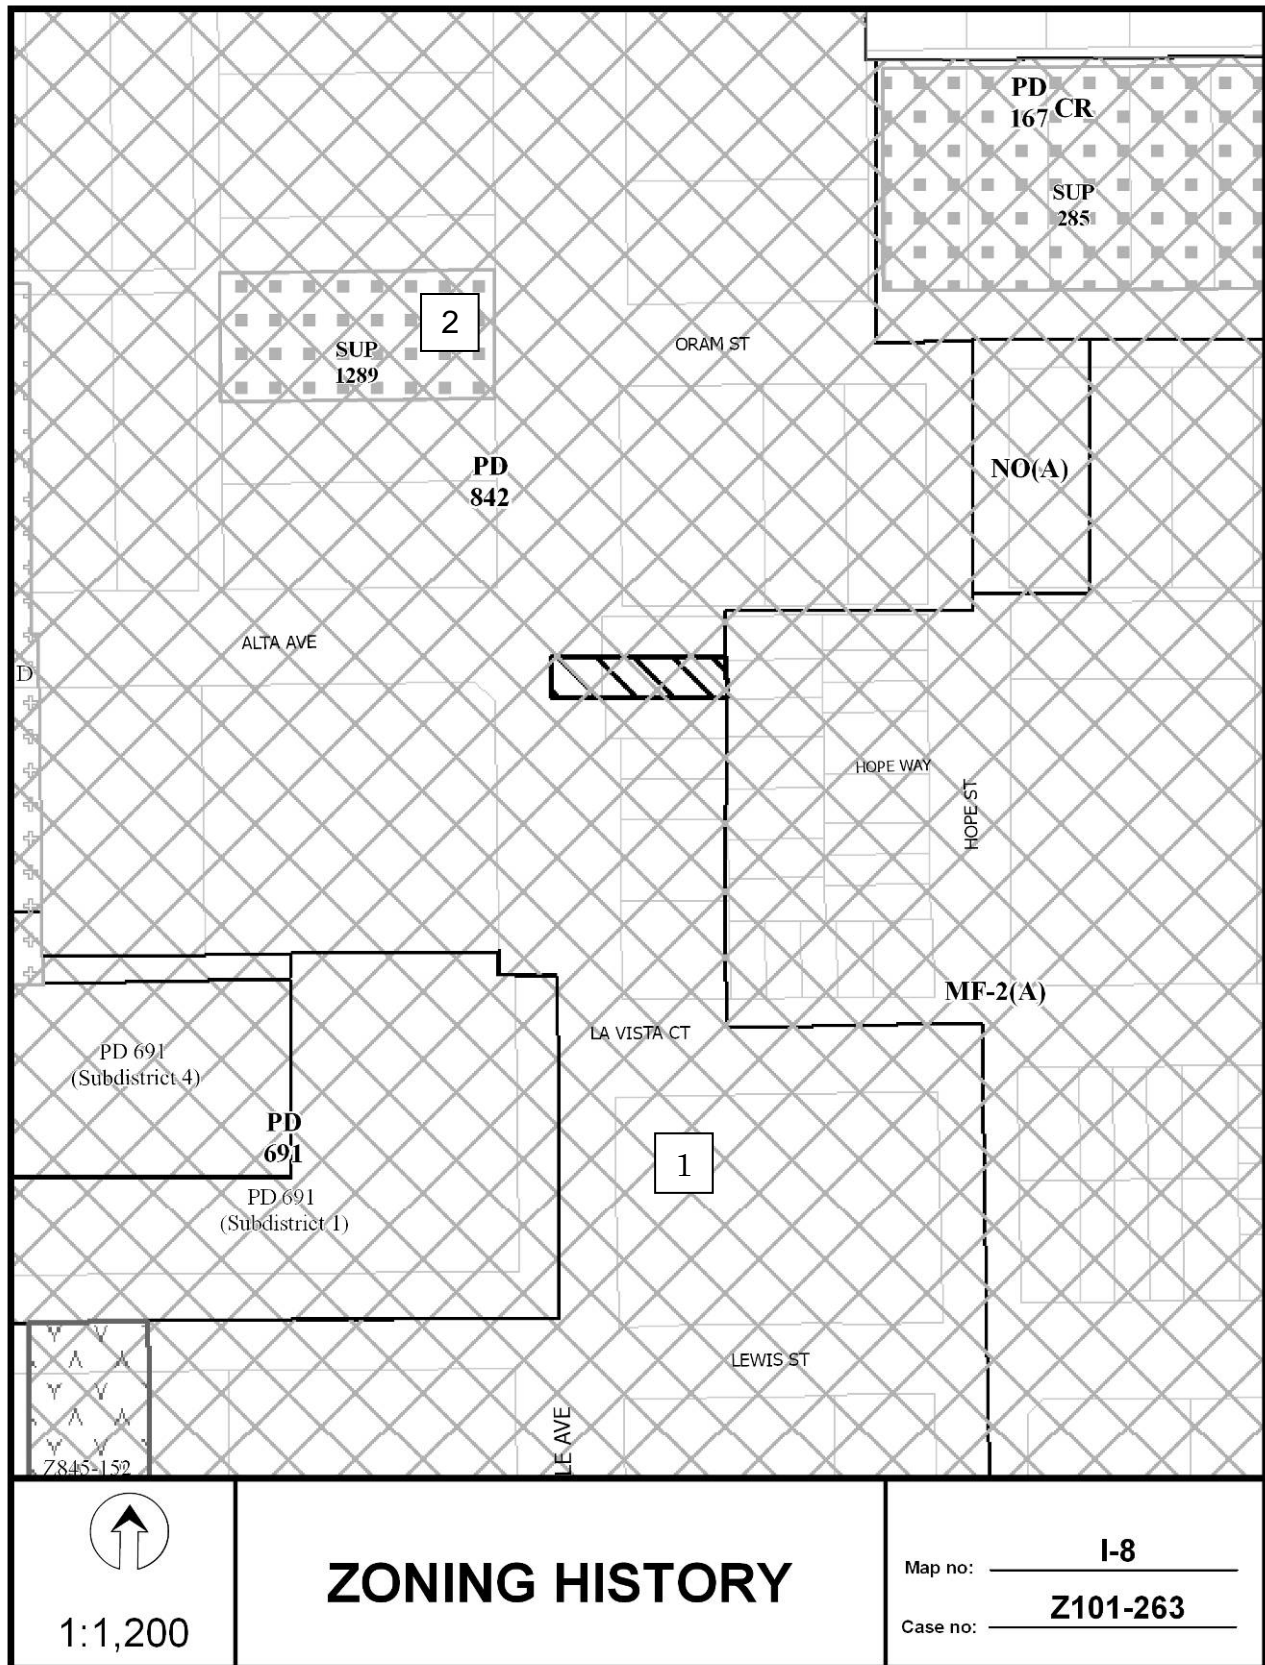 PD
167 CR
SUP
285
2
SUP
1289
ORAM ST
PD
842
NO(A)
ALTA AVE
D
HOPE WAY
HOPE ST
MF-2(A)
LA VISTA CT
PD 691
(Subdistrict 4)
PD
691
1
PD 691
(Subdistrict 1)
LEWIS ST
LE AVE
Z845-152
1:1,200
ZONING HISTORY
Map no: I-8
Case no: Z101-263